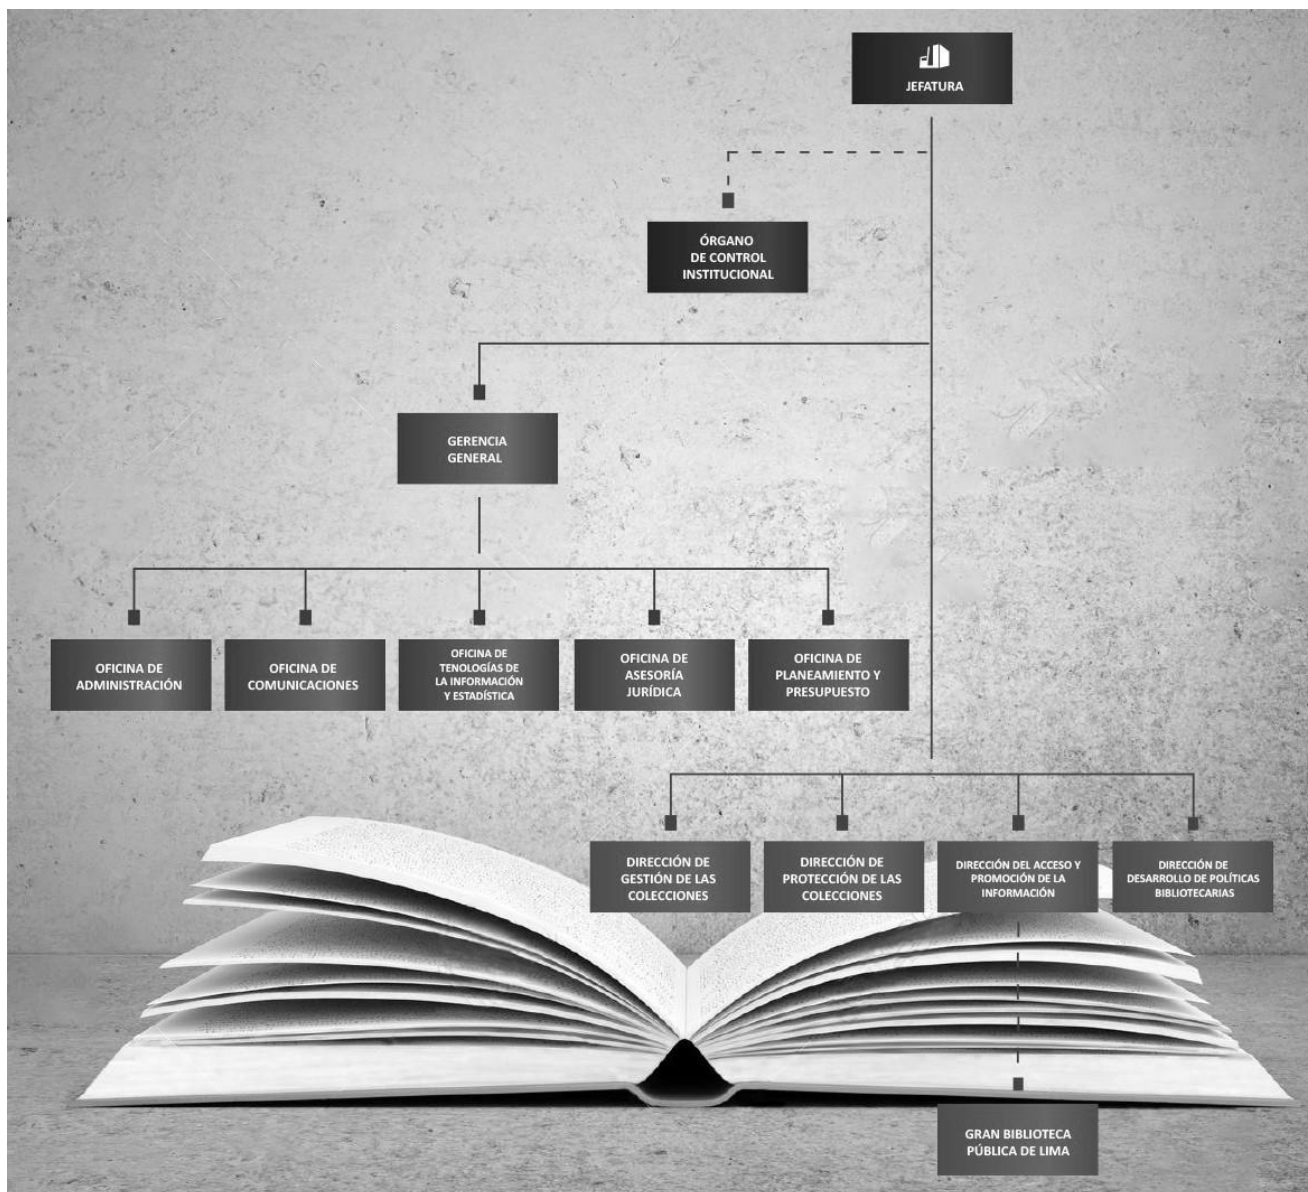 JEFATURA
ÓRGANO
DE CONTROL
INSTITUCIONAL
GERENCIA
GENERAL
OFICINA DE
ADMINISTRACIÓN
OFICINA DE
COMUNICACIONES
OFICINA DE
TENOLOGÍAS DE
LA INFORMACIÓN
Y ESTADÍSTICA
OFICINA DE
ASESORÍA
JURÍDICA
OFICINA DE
PLANEAMIENTO Y
PRESUPUESTO
DIRECCIÓN DE
GESTIÓN DE LAS
COLECCIONES
DIRECCIÓN DE
PROTECCIÓN DE LAS
COLECCIONES
DIRECCIÓN DEL ACCESO Y
PROMOCIÓN DE LA
INFORMACIÓN
DIRECCIÓN DE
DESARROLLO DE POLÍTICAS
BIBLIOTECARIAS
GRAN BIBLIOTECA
PÚBLICA DE LIMA